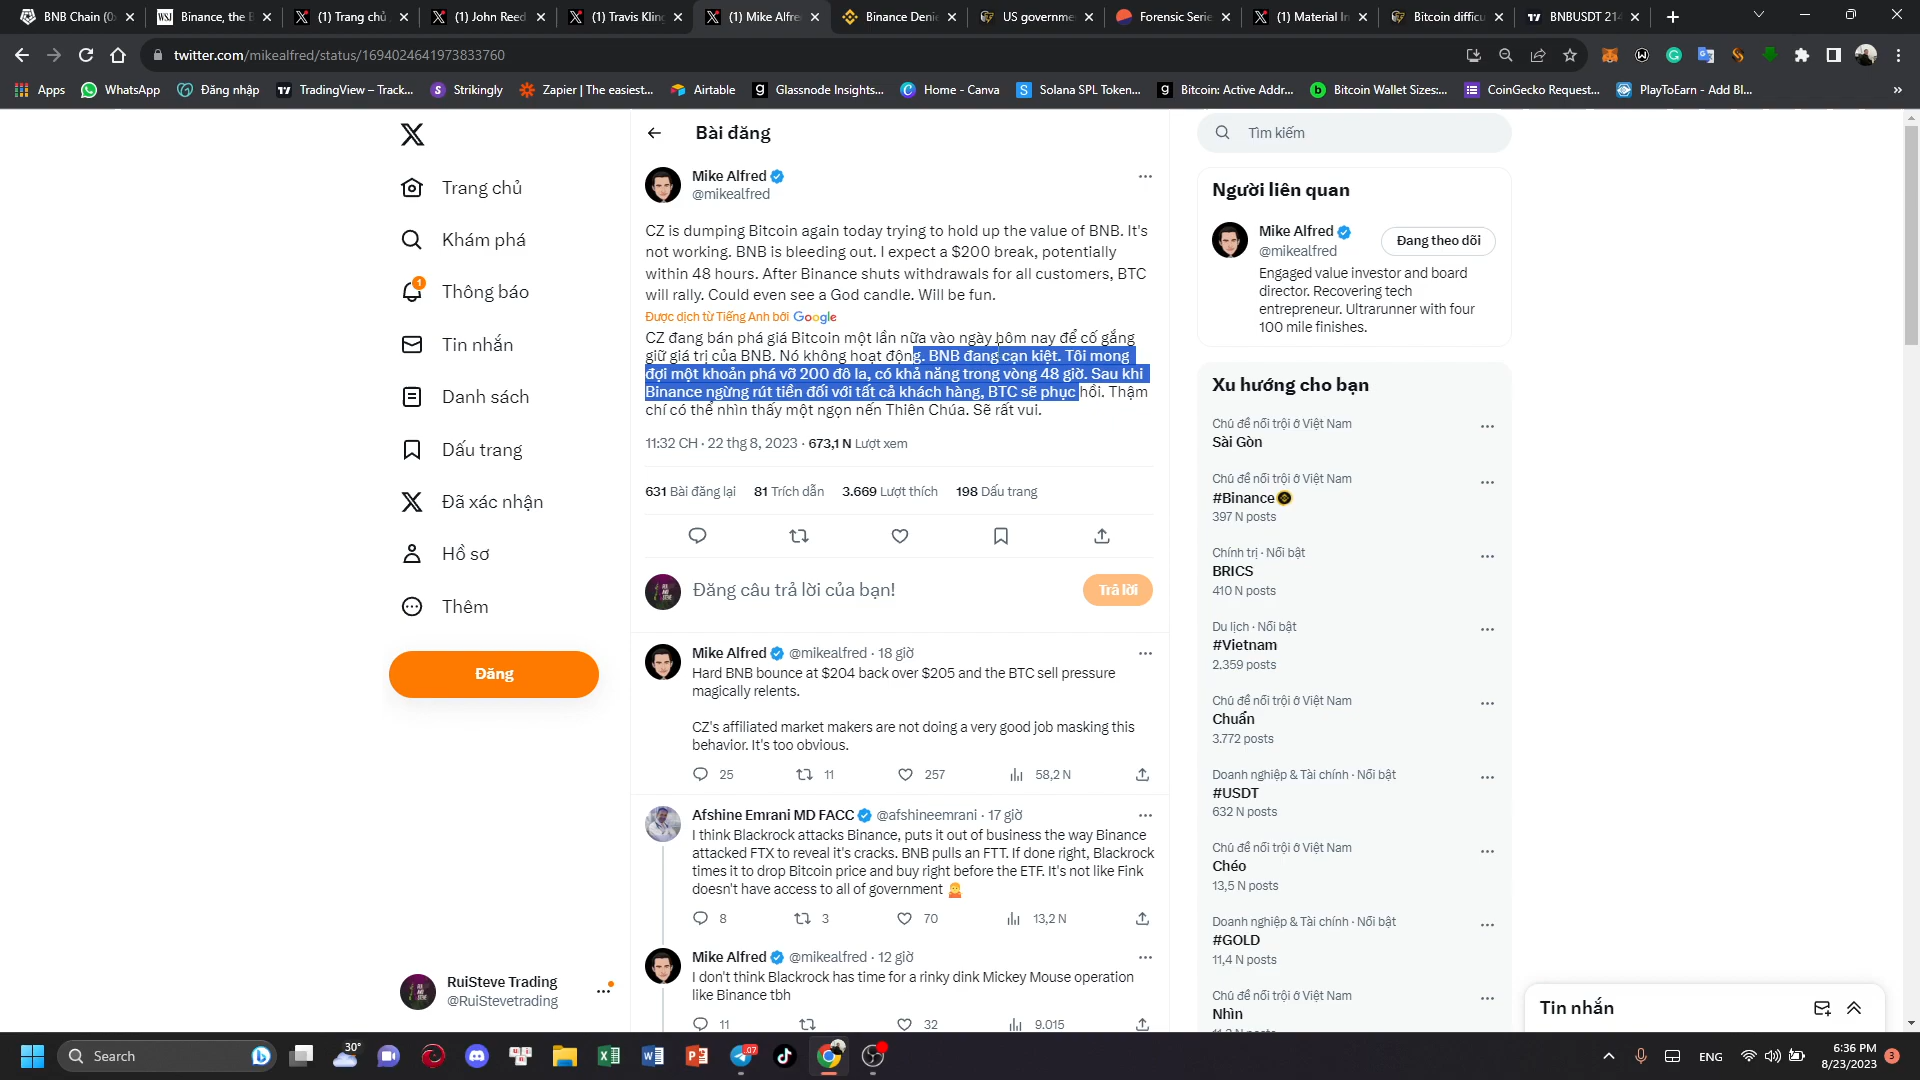 BNB Chain (0x
WSJ Binance, the B
(1) Trang chủ
(1) John Reed
(1) Travis Kling
(1) Mike Alfre
Binance Deni
US governme
Forensic Serie
(1) Material In
Bitcoin difficu
BNBUSDT 214
twitter.com/mikealfred/status/1694024641973833760
Apps
WhatsApp
Đăng nhập
TradingView – Track...
Strikingly
Zapier | The easiest...
Airtable
Glassnode Insights...
Home - Canva
Solana SPL Token...
Bitcoin: Active Addr...
Bitcoin Wallet Sizes:...
CoinGecko Request...
PlayToEarn - Add Bl...
»
Trang chủ
Khám phá
1
Thông báo
Tin nhắn
Danh sách
Dấu trang
Đã xác nhận
Hồ sơ
Thêm
Đăng
RuiSteve Trading
@RuiStevetrading
Bài đăng
Mike Alfred
@mikealfred
CZ is dumping Bitcoin again today trying to hold up the value of BNB. It's
not working. BNB is bleeding out. I expect a $200 break, potentially
within 48 hours. After Binance shuts withdrawals for all customers, BTC
will rally. Could even see a God candle. Will be fun.
Được dịch từ Tiếng Anh bởi Google
CZ đang bán phá giá Bitcoin một lần nữa vào ngày hôm nay để cố gắng
giữ giá trị của BNB. Nó không hoạt động. BNB đang cạn kiệt. Tôi mong
đợi một khoản phá vỡ 200 đô la, có khả năng trong vòng 48 giờ. Sau khi
Binance ngừng rút tiền đối với tất cả khách hàng, BTC sẽ phục hồi. Thậm
chí có thể nhìn thấy một ngọn nến Thiên Chúa. Sẽ rất vui.
11:32 CH · 22 thg 8, 2023 · 673,1 N Lượt xem
631 Bài đăng lại 81 Trích dẫn 3.669 Lượt thích 198 Dấu trang
Đăng câu trả lời của bạn!
Trả lời
Mike Alfred @mikealfred · 18 giờ
Hard BNB bounce at $204 back over $205 and the BTC sell pressure
magically relents.
CZ's affiliated market makers are not doing a very good job masking this
behavior. It's too obvious.
25 11 257 58,2 N
Afshine Emrani MD FACC @afshineemrani · 17 giờ
I think Blackrock attacks Binance, puts it out of business the way Binance
attacked FTX to reveal it's cracks. BNB pulls an FTT. If done right, Blackrock
times it to drop Bitcoin price and buy right before the ETF. It's not like Fink
doesn't have access to all of government
8 3 70 13,2 N
Mike Alfred @mikealfred · 12 giờ
I don't think Blackrock has time for a rinky dink Mickey Mouse operation
like Binance tbh
11 32 9.015
Tìm kiếm
Người liên quan
Mike Alfred
@mikealfred
Đang theo dõi
Engaged value investor and board
director. Recovering tech
entrepreneur. Ultrarunner with four
100 mile finishes.
Xu hướng cho bạn
Chủ đề nổi trội ở Việt Nam
Sài Gòn
Chủ đề nổi trội ở Việt Nam
#Binance
397 N posts
Chính trị · Nổi bật
BRICS
410 N posts
Du lịch · Nổi bật
#Vietnam
2.359 posts
Chủ đề nổi trội ở Việt Nam
Chuẩn
3.772 posts
Doanh nghiệp & Tài chính · Nổi bật
#USDT
632 N posts
Chủ đề nổi trội ở Việt Nam
Chéo
13,5 N posts
Doanh nghiệp & Tài chính · Nổi bật
#GOLD
11,4 N posts
Chủ đề nổi trội ở Việt Nam
Nhìn
Tin nhắn
Search
30°
07
ENG
6:36 PM
8/23/2023
3